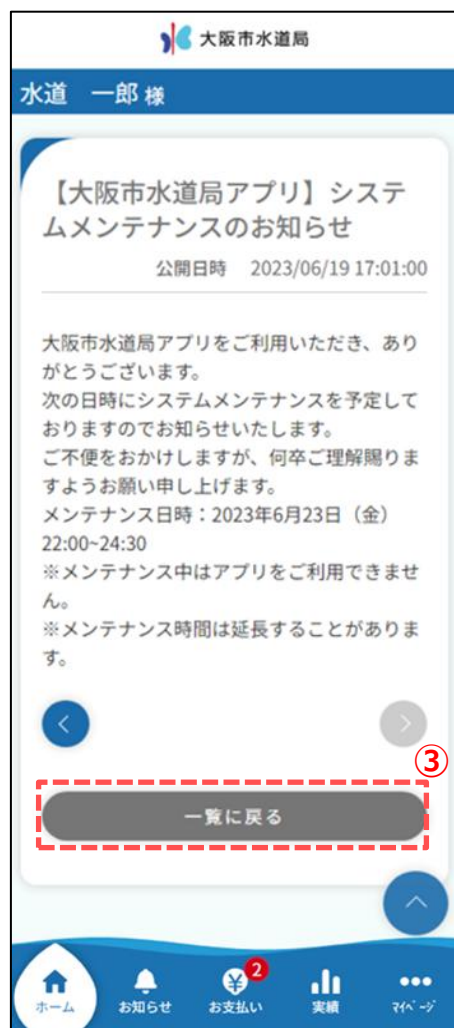 大阪市水道局
水道　一郎 様
【大阪市水道局アプリ】システ
ムメンテナンスのお知らせ
公開日時　2023/06/19 17:01:00
大阪市水道局アプリをご利用いただき、あり
がとうございます。
次の日時にシステムメンテナンスを予定して
おりますのでお知らせいたします。
ご不便をおかけしますが、何卒ご理解賜りま
すようお願い申し上げます。
メンテナンス日時：2023年6月23日（金）
22:00~24:30
※メンテナンス中はアプリをご利用できませ
ん。
※メンテナンス時間は延長することがありま
す。
③
一覧に戻る
2
ホーム　お知らせ　お支払い　実績　ﾏｲﾍﾟｰｼﾞ